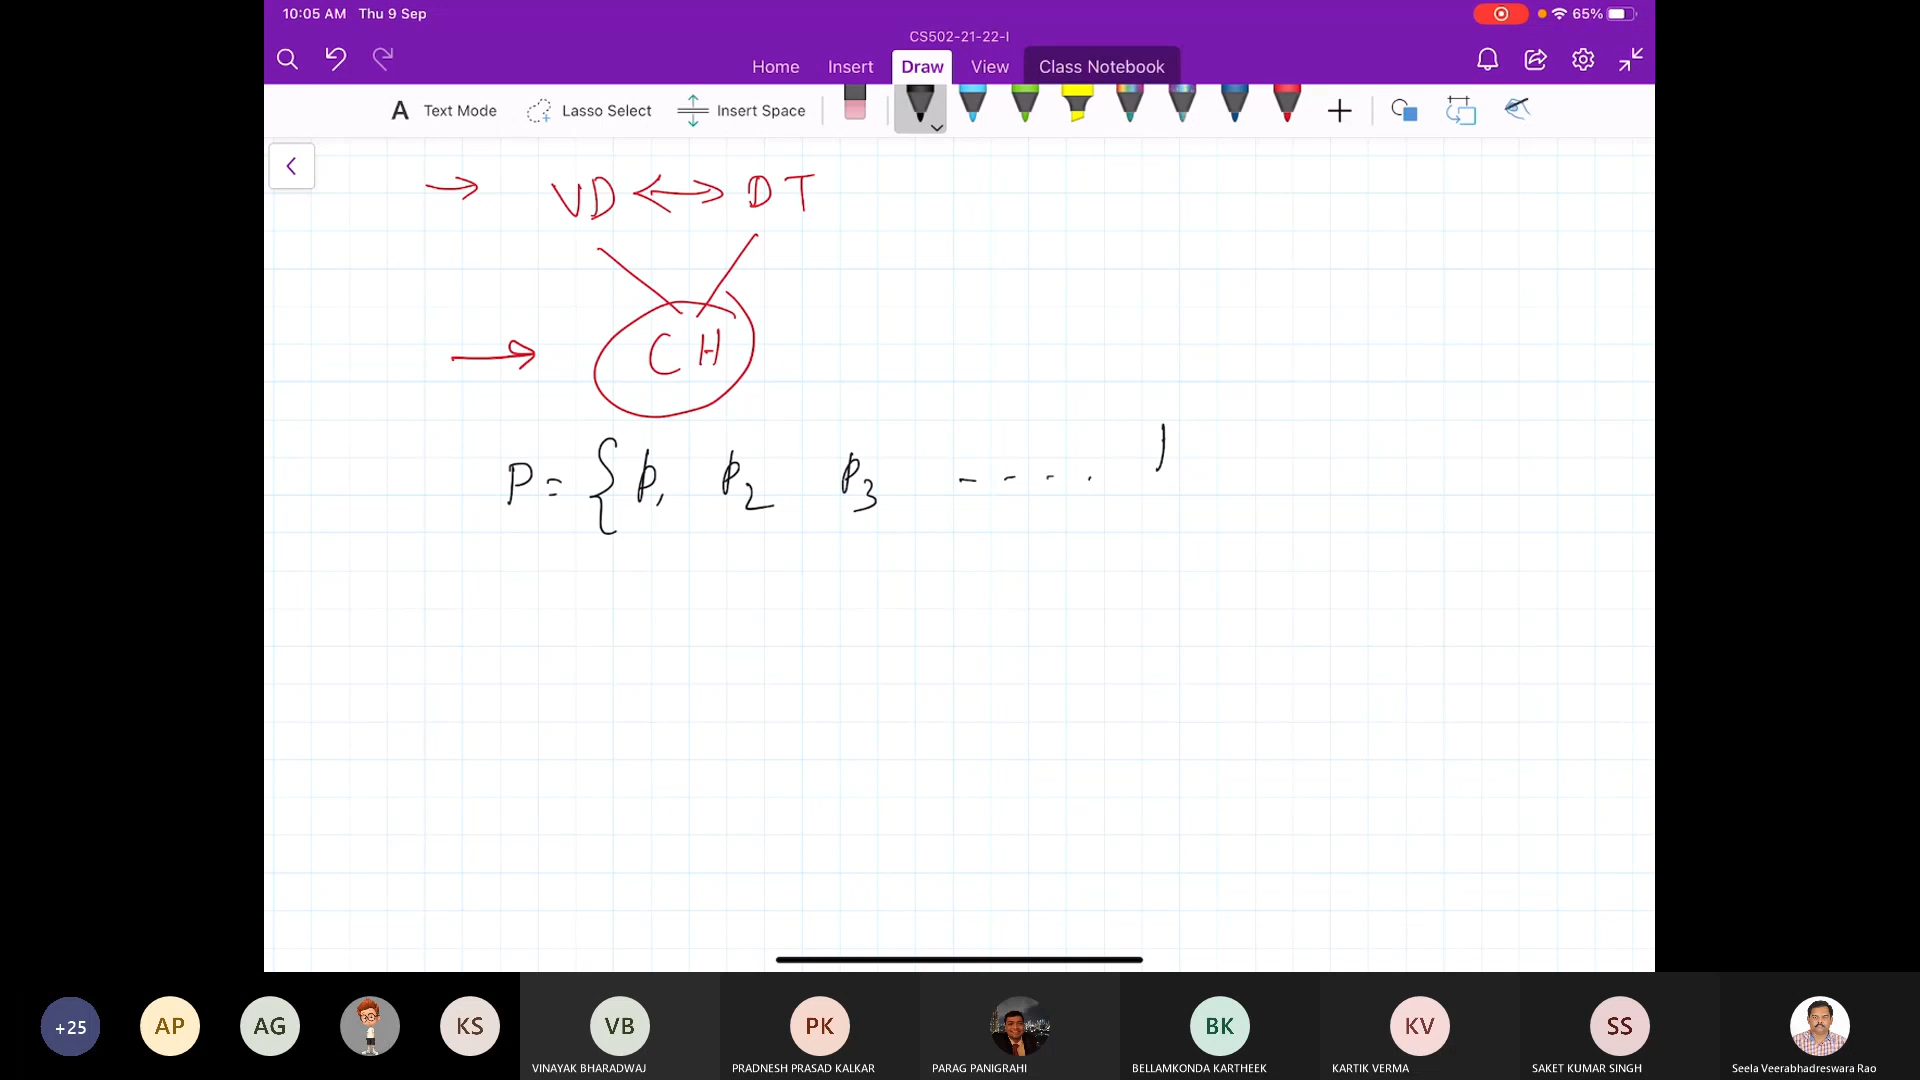 10:05 AM Thu 9 Sep
65%
CS502-21-22-I
Home Insert Draw View Class Notebook
A Text Mode Lasso Select Insert Space
→ VD ↔ DT
→ CH
P = { p1 p2 p3 - - - - .
+25 AP AG KS VB PK BK KV SS
VINAYAK BHARADWAJ PRADNESH PRASAD KALKAR PARAG PANIGRAHI BELLAMKONDA KARTHEEK KARTIK VERMA SAKET KUMAR SINGH Seela Veerabhadreswara Rao